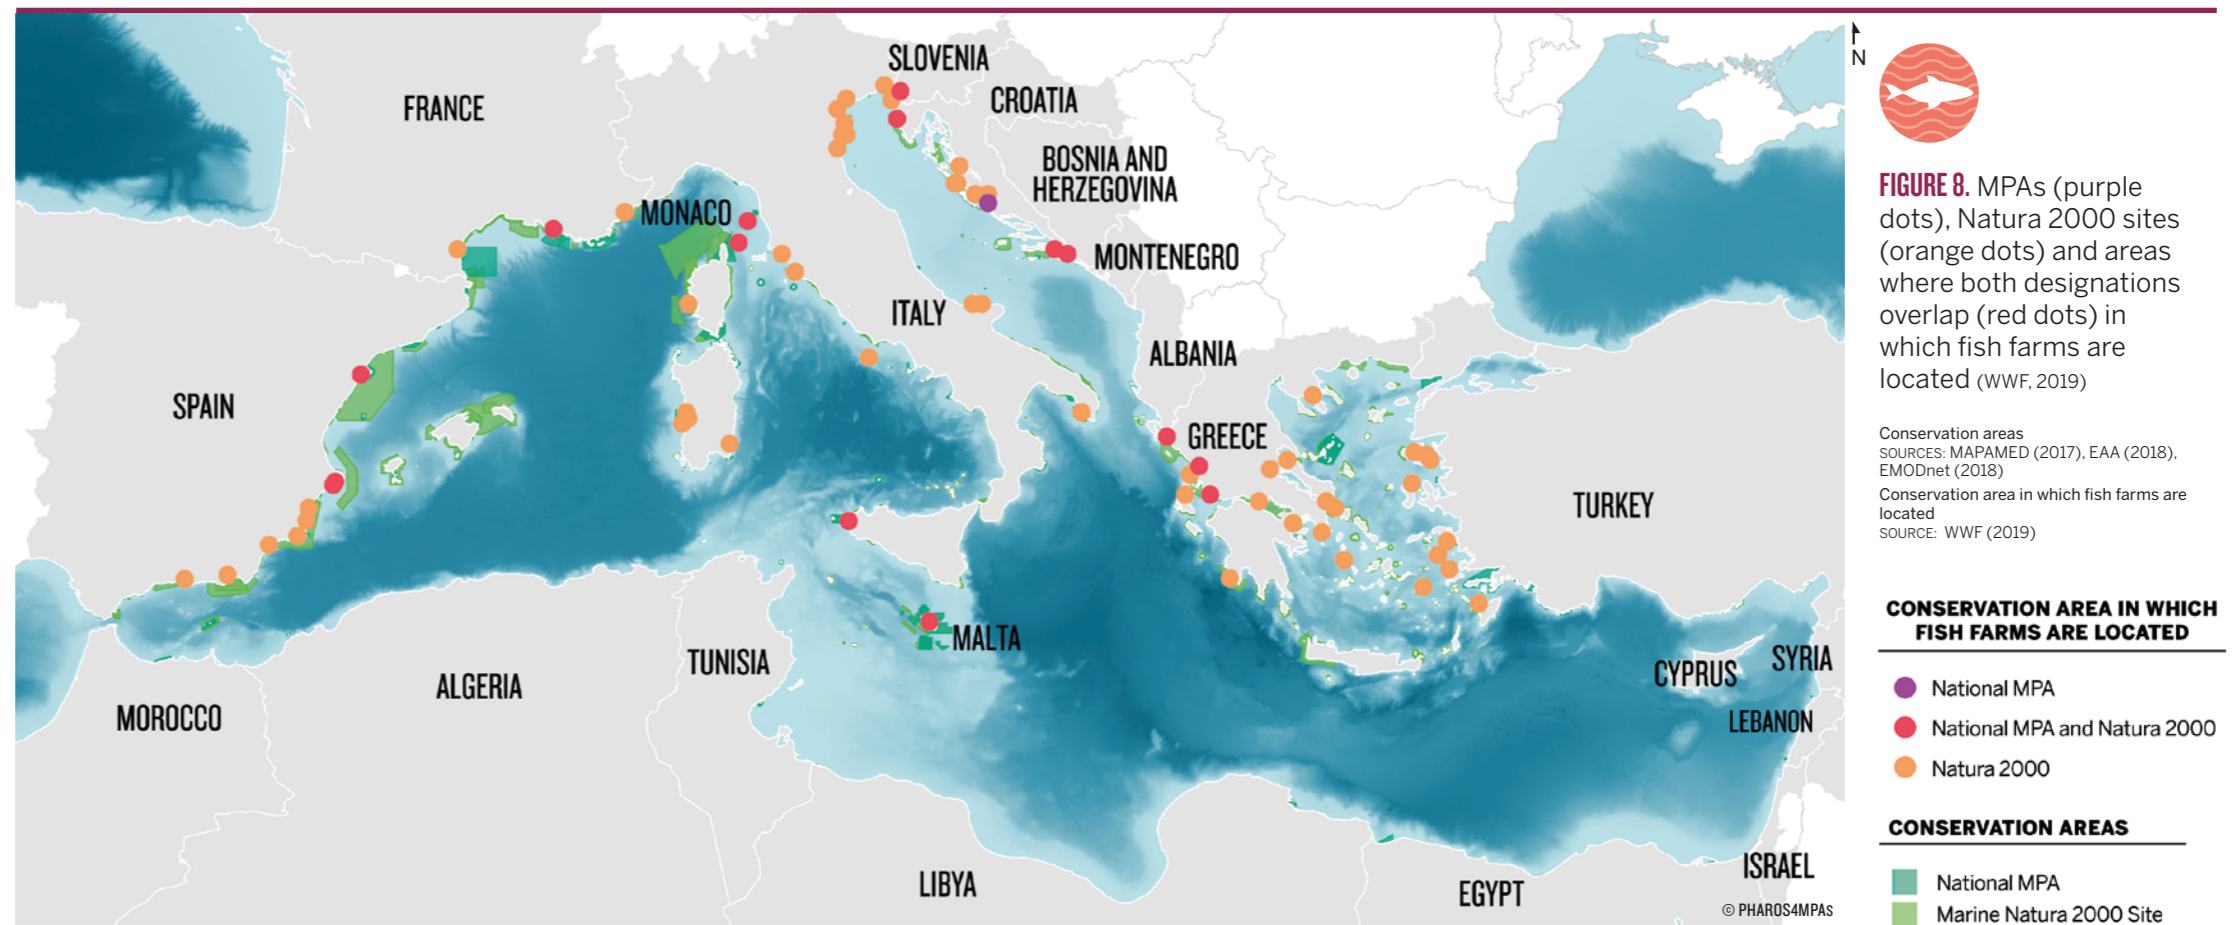 SLOVENIA
FRANCE
CROATIA
BOSNIA AND
HERZEGOVINA
MONACO
MONTENEGRO
ITALY
ALBANIA
SPAIN
GREECE
TURKEY
MALTA
TUNISIA
ALGERIA
MOROCCO
CYPRUS
SYRIA
LEBANON
LIBYA
EGYPT
ISRAEL
© PHAROS4MPAs
N
FIGURE 8. MPAs (purple
dots), Natura 2000 sites
(orange dots) and areas
where both designations
overlap (red dots) in
which fish farms are
located (WWF, 2019)
Conservation areas
SOURCES: MAPAMED (2017), EAA (2018),
EMODnet (2018)
Conservation area in which fish farms are
located
SOURCE: WWF (2019)
CONSERVATION AREA IN WHICH
FISH FARMS ARE LOCATED
National MPA
National MPA and Natura 2000
Natura 2000
CONSERVATION AREAS
National MPA
Marine Natura 2000 Site